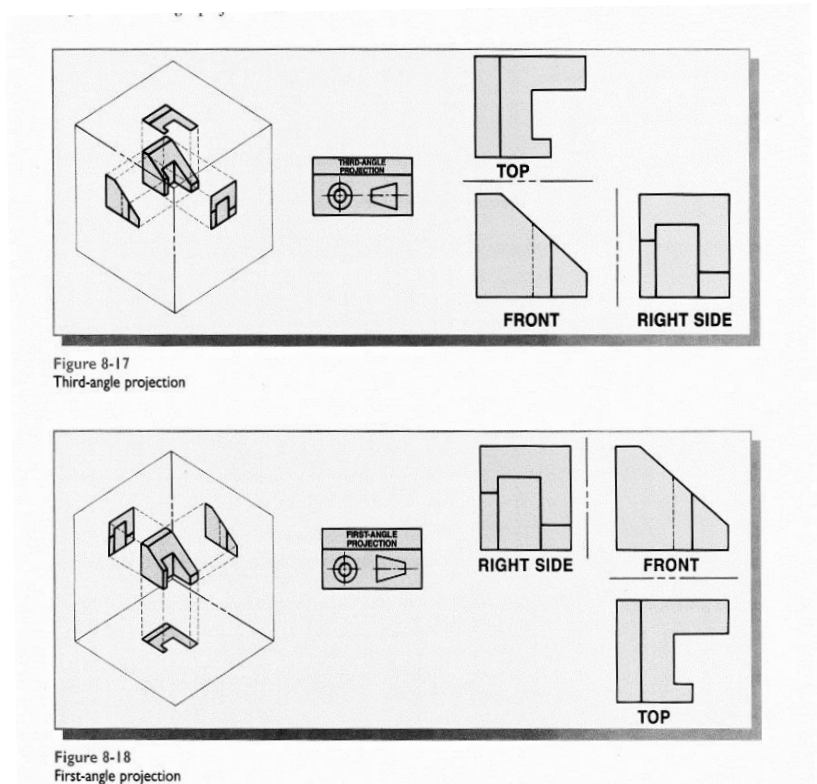 THIRD-ANGLE
PROJECTION
TOP
FRONT
RIGHT SIDE
Figure 8-17
Third-angle projection
FIRST-ANGLE
PROJECTION
RIGHT SIDE
FRONT
TOP
Figure 8-18
First-angle projection